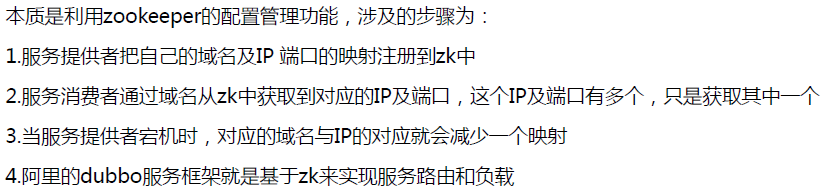 本质是利用zookeeper的配置管理功能，涉及的步骤为：
1.服务提供者把自己的域名及IP 端口的映射注册到zk中
2.服务消费者通过域名从zk中获取到对应的IP及端口，这个IP及端口有多个，只是获取其中一个
3.当服务提供者宕机时，对应的域名与IP的对应就会减少一个映射
4.阿里的dubbo服务框架就是基于zk来实现服务路由和负载